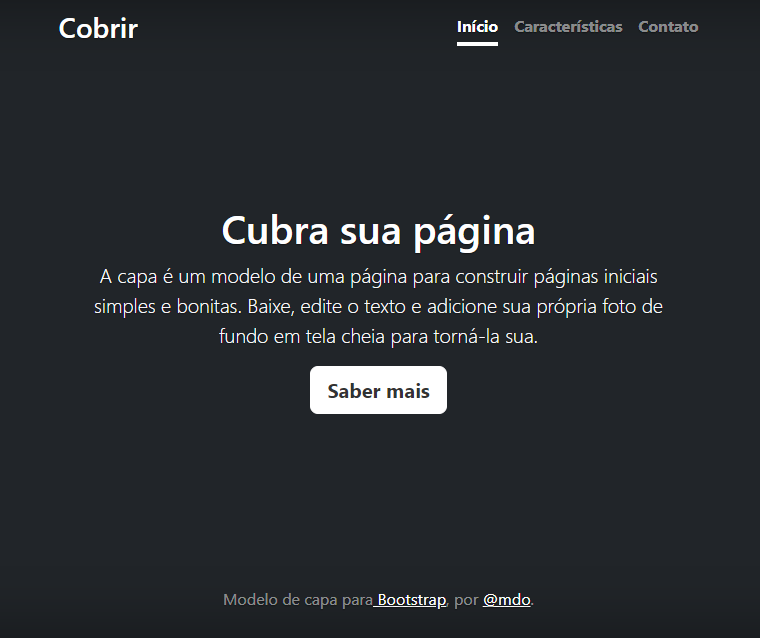 Cobrir
Início Características Contato
Cubra sua página
A capa é um modelo de uma página para construir páginas iniciais
simples e bonitas. Baixe, edite o texto e adicione sua própria foto de
fundo em tela cheia para torná-la sua.
Saber mais
Modelo de capa para Bootstrap, por @mdo.